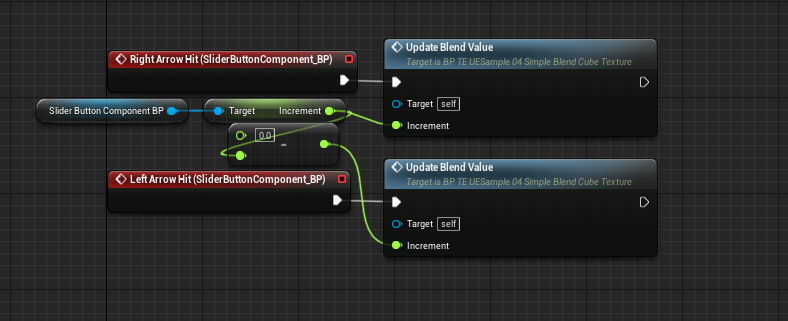 Right Arrow Hit (SliderButtonComponent_BP)
Update Blend Value
Target is BP TE UESample 04 Simple Blend Cube Texture
Target self
Increment
Slider Button Component BP
Target Increment
0.0
-
Left Arrow Hit (SliderButtonComponent_BP)
Update Blend Value
Target is BP TE UESample 04 Simple Blend Cube Texture
Target self
Increment